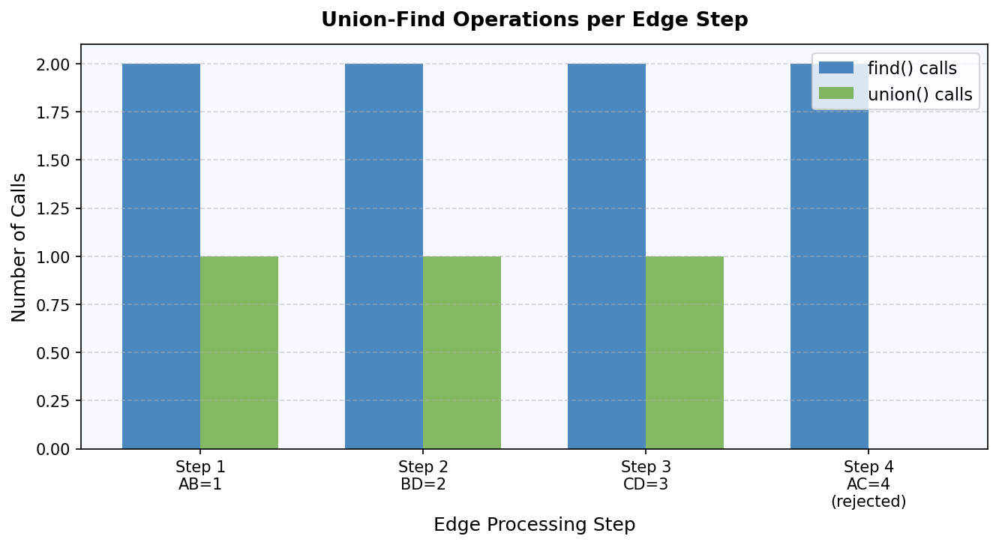 Union-Find Operations per Edge Step
find() calls
union() calls
Number of Calls
2.00
1.75
1.50
1.25
1.00
0.75
0.50
0.25
0.00
Step 1
AB=1
Step 2
BD=2
Step 3
CD=3
Step 4
AC=4
(rejected)
Edge Processing Step